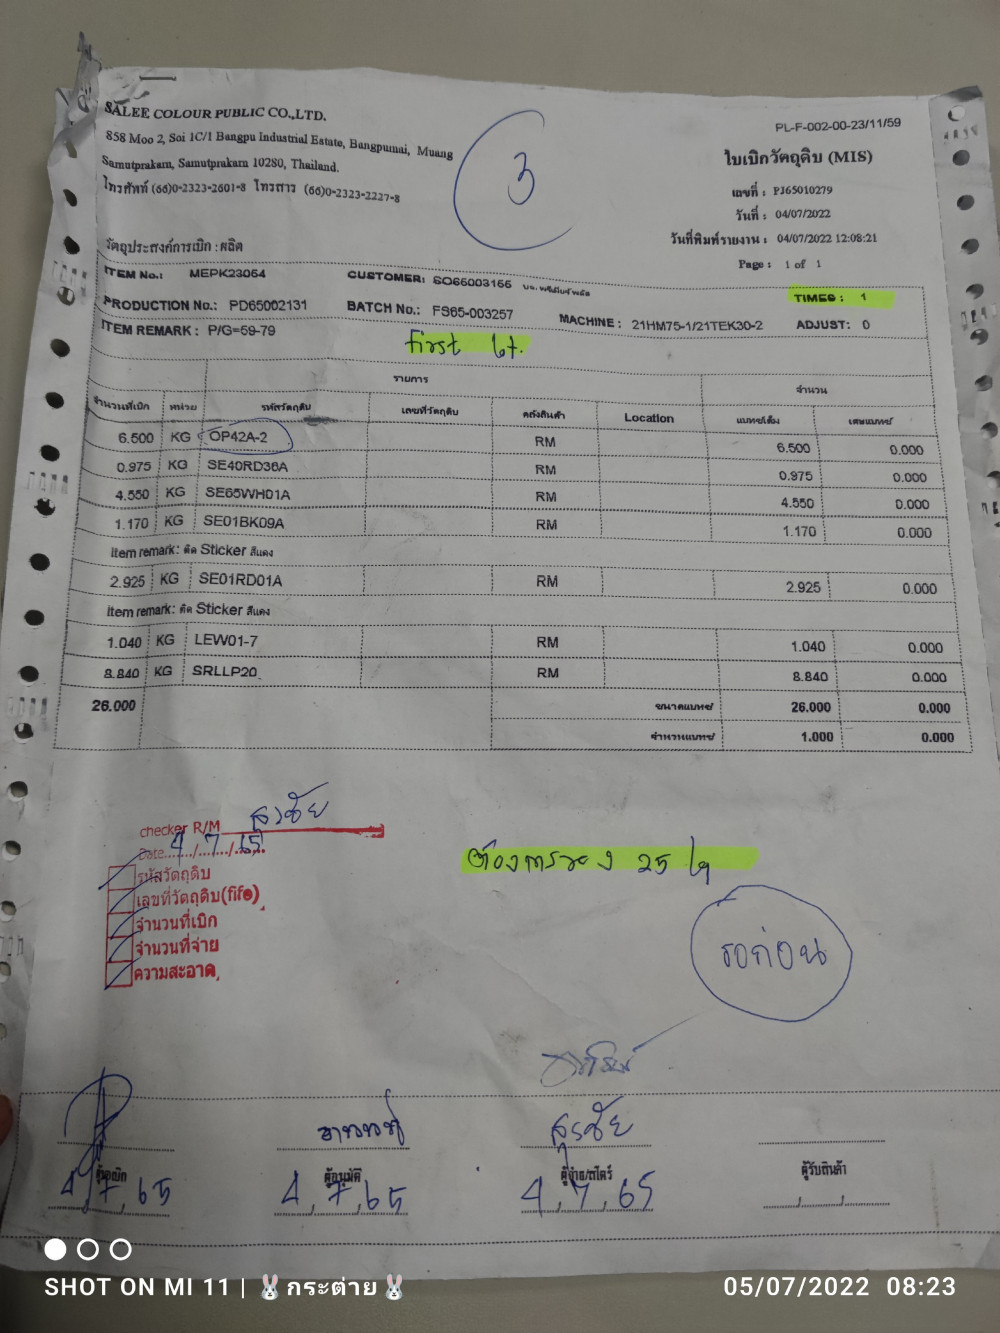 SALEE COLOUR PUBLIC CO.,LTD.
858 Moo 2, Soi 1C/1 Bangpu Industrial Estate, Bangpumai, Muang
Samutprakarn, Samutprakarn 10280, Thailand.
โทรศัพท์ (66)0-2323-2601-8 โทรสาร (66)0-2323-2227-8
3
PL-F-002-00-23/11/59
ใบเบิกวัตถุดิบ (MIS)
เลขที่ : PJ65010279
วันที่ : 04/07/2022
วันที่พิมพ์รายงาน : 04/07/2022 12:08:21
Page : 1 of 1
วัตถุประสงค์การเบิก : ผลิต
ITEM No.: MEPK23064 CUSTOMER: SO66003166 TIMES : 1
PRODUCTION No.: PD65002131 BATCH No.: FS65-003257 MACHINE : 21HM75-1/21TEK30-2 ADJUST: 0
ITEM REMARK : P/G=59-79
first lot.
รายการ จำนวน
จำนวนที่เบิก หน่วย รหัสวัตถุดิบ เลขที่วัตถุดิบ คลังสินค้า Location แบทช์เต็ม เศษแบทช์
6.500 KG OP42A-2 RM 6.500 0.000
0.975 KG SE40RD36A RM 0.975 0.000
4.550 KG SE65WH01A RM 4.550 0.000
1.170 KG SE01BK09A RM 1.170 0.000
Item remark: ติด Sticker สีแดง
2.925 KG SE01RD01A RM 2.925 0.000
Item remark: ติด Sticker สีแดง
1.040 KG LEW01-7 RM 1.040 0.000
8.840 KG SRLLP20 RM 8.840 0.000
26.000 ขนาดแบทช์ 26.000 0.000
จำนวนแบทช์ 1.000 0.000
checker R/M สุรชัย
Date 4/7/65
รหัสวัตถุดิบ
เลขที่วัตถุดิบ(fifo)
จำนวนที่เบิก
จำนวนที่จ่าย
ความสะอาด
ต้องการของ 25 โล
รอก่อน
สุรชัย
ผู้เบิก ผู้อนุมัติ ผู้จ่าย/สโตร์ ผู้รับสินค้า
4, 7, 65 4, 7, 65 4, 7, 65
SHOT ON MI 11 | 🐰กระต่าย🐰
05/07/2022 08:23